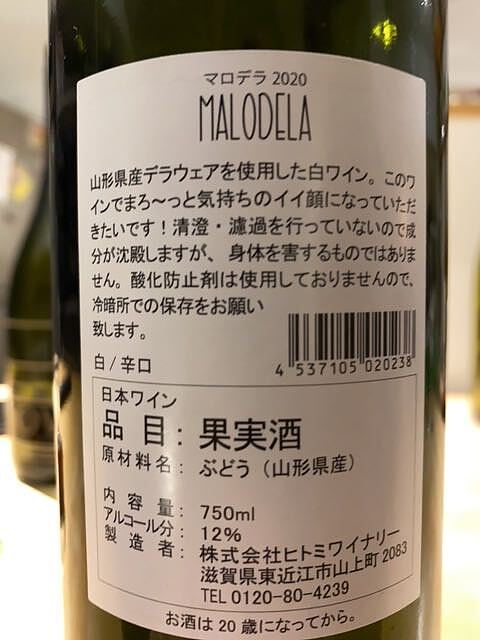 マロデラ 2020
MALODELA
山形県産デラウェアを使用した白ワイン。このワ
インでまろ〜っと気持ちのイイ顔になっていただ
きたいです！清澄・濾過を行っていないので成
分が沈殿しますが、身体を害するものではありま
せん。酸化防止剤は使用しておりませんので、
冷暗所での保存をお願い
致します。
白 / 辛口
4 537105 020238
日本ワイン
品 目： 果実酒
原材料名： ぶどう（山形県産）
内 容 量： 750ml
アルコール分： 12%
製 造 者： 株式会社ヒトミワイナリー
滋賀県東近江市山上町 2083
TEL 0120-80-4239
お酒は 20 歳になってから。